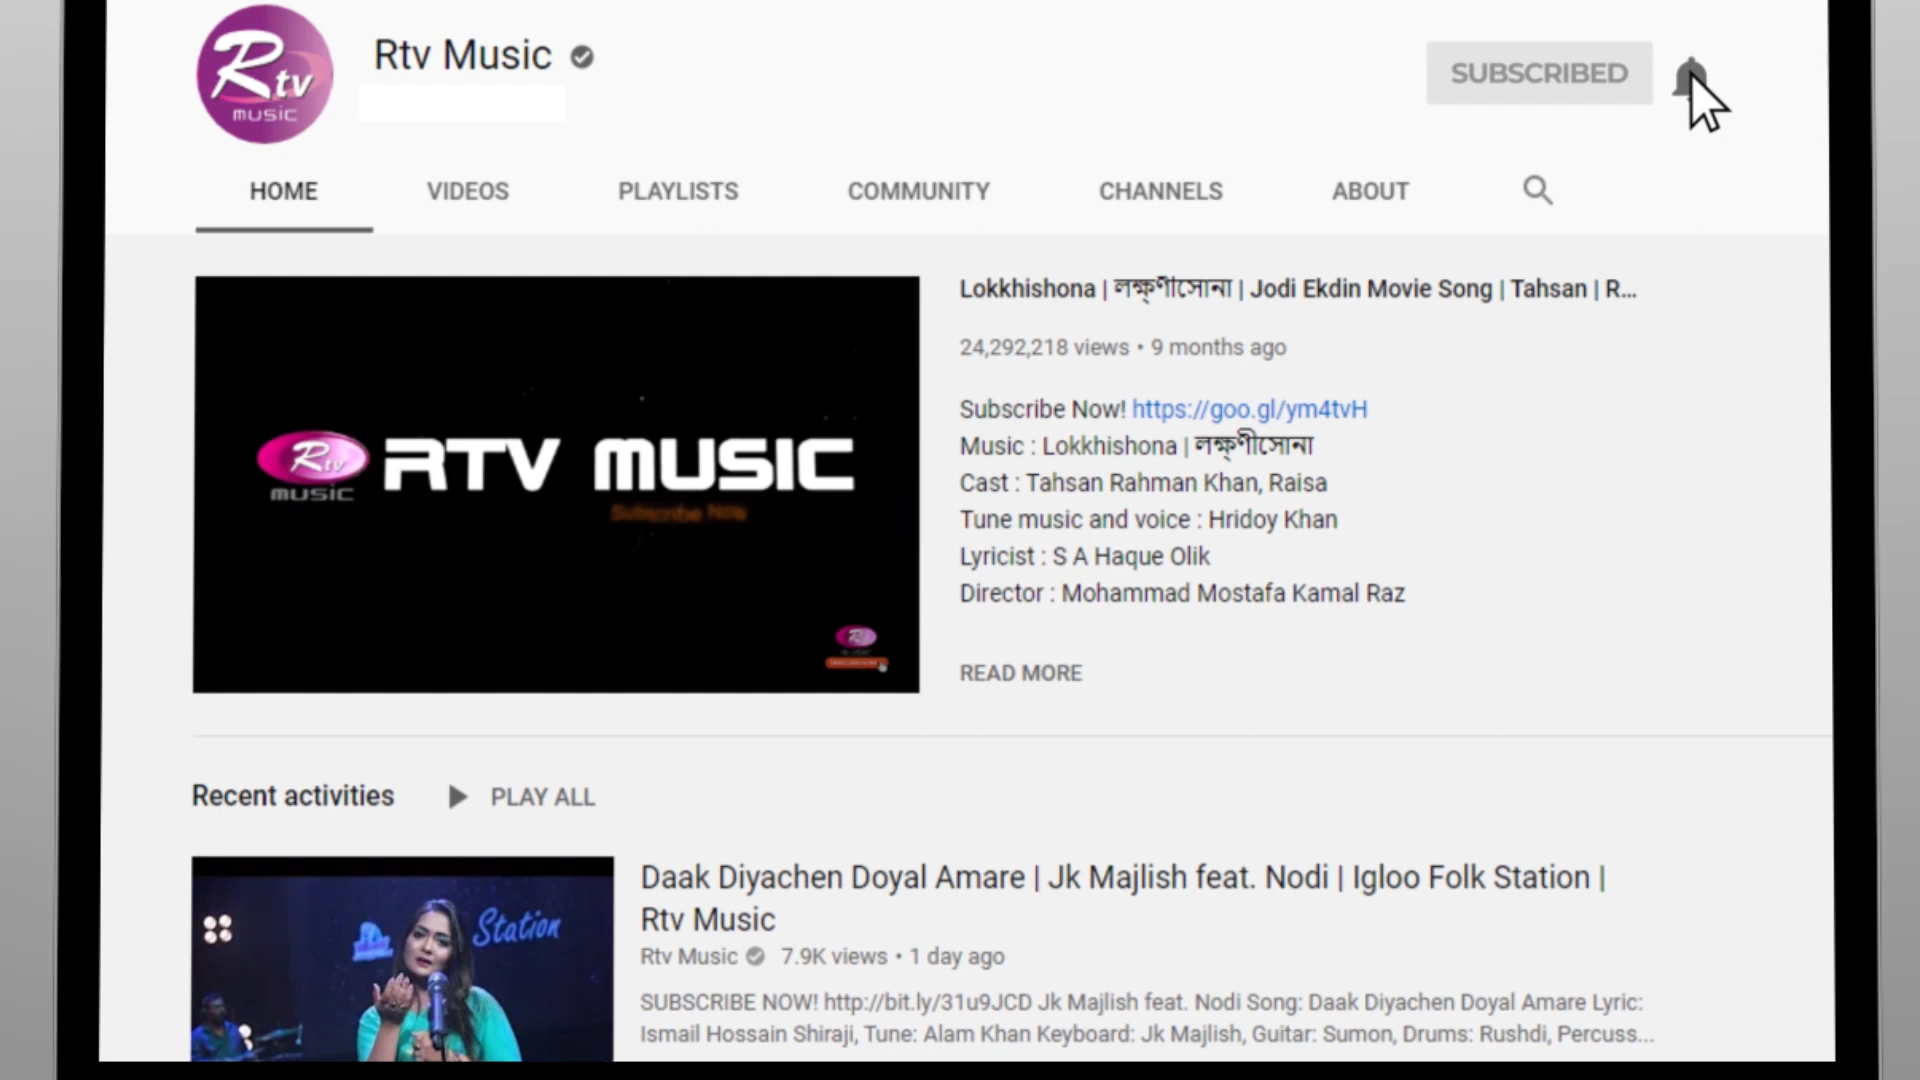 Rtv
MUSIC
Rtv Music
SUBSCRIBED
HOME
VIDEOS
PLAYLISTS
COMMUNITY
CHANNELS
ABOUT
Rtv
MUSIC
RTV MUSIC
Subscribe Now
Lokkhishona | লক্ষ্ণীসোনা | Jodi Ekdin Movie Song | Tahsan | R...
24,292,218 views • 9 months ago
Subscribe Now! https://goo.gl/ym4tvH
Music : Lokkhishona | লক্ষ্ণীসোনা
Cast : Tahsan Rahman Khan, Raisa
Tune music and voice : Hridoy Khan
Lyricist : S A Haque Olik
Director : Mohammad Mostafa Kamal Raz
READ MORE
Recent activities
PLAY ALL
Station
Daak Diyachen Doyal Amare | Jk Majlish feat. Nodi | Igloo Folk Station |
Rtv Music
Rtv Music 7.9K views • 1 day ago
SUBSCRIBE NOW! http://bit.ly/31u9JCD Jk Majlish feat. Nodi Song: Daak Diyachen Doyal Amare Lyric:
Ismail Hossain Shiraji, Tune: Alam Khan Keyboard: Jk Majlish, Guitar: Sumon, Drums: Rushdi, Percuss...